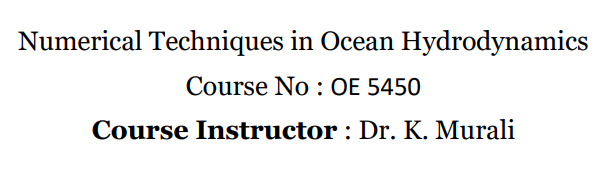 Numerical Techniques in Ocean Hydrodynamics
Course No : OE 5450
Course Instructor : Dr. K. Murali